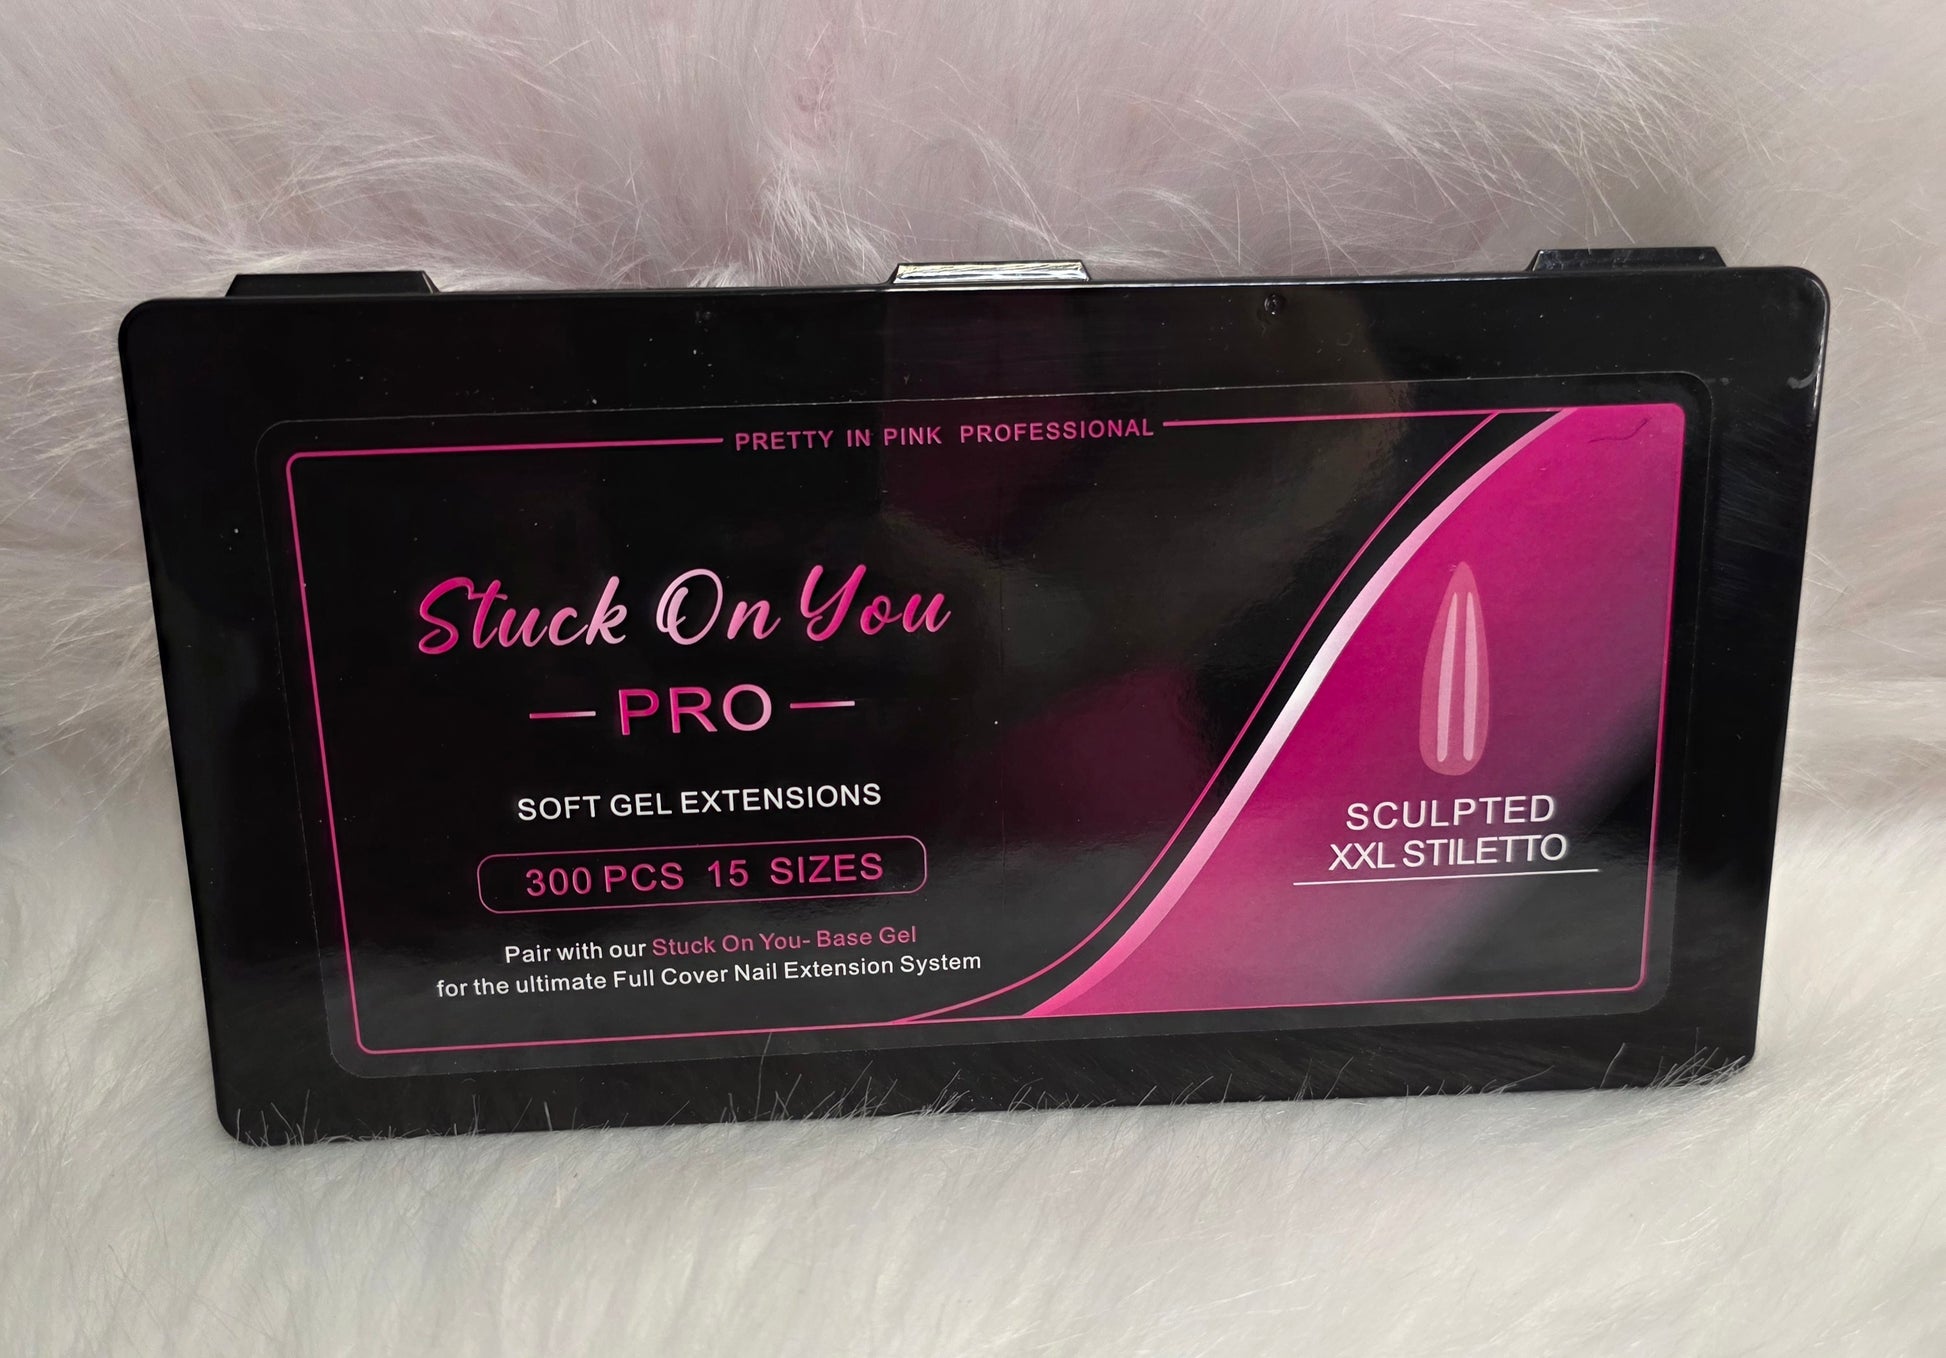 PRETTY IN PINK PROFESSIONAL
Stuck On You
PRO
SOFT GEL EXTENSIONS
300 PCS 15 SIZES
Pair with our Stuck On You- Base Gel
for the ultimate Full Cover Nail Extension System
SCULPTED
XXL STILETTO